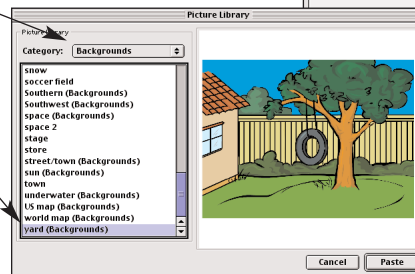 Picture Library
Picture Library
Category: Backgrounds
snow
soccer field
Southern (Backgrounds)
Southwest (Backgrounds)
space (Backgrounds)
space 2
stage
store
street/town (Backgrounds)
sun (Backgrounds)
town
underwater (Backgrounds)
US map (Backgrounds)
world map (Backgrounds)
yard (Backgrounds)
Cancel Paste